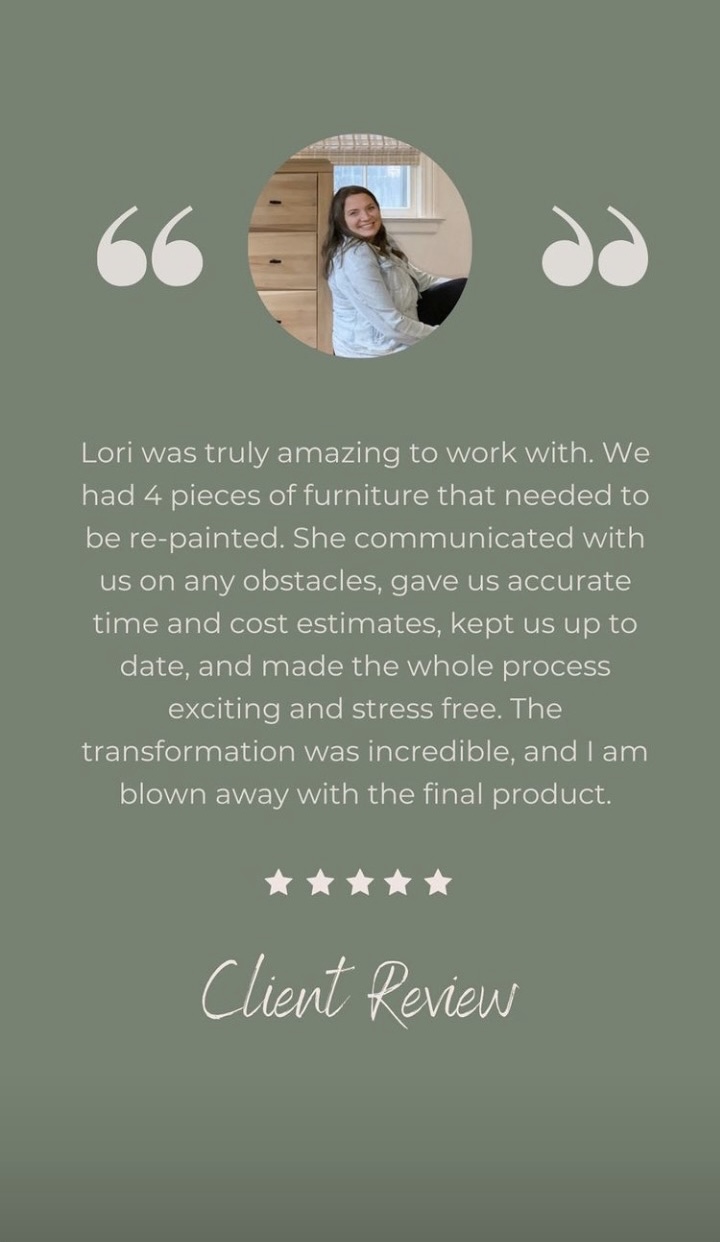 Lori was truly amazing to work with. We
had 4 pieces of furniture that needed to
be re-painted. She communicated with
us on any obstacles, gave us accurate
time and cost estimates, kept us up to
date, and made the whole process
exciting and stress free. The
transformation was incredible, and I am
blown away with the final product.
Client Review